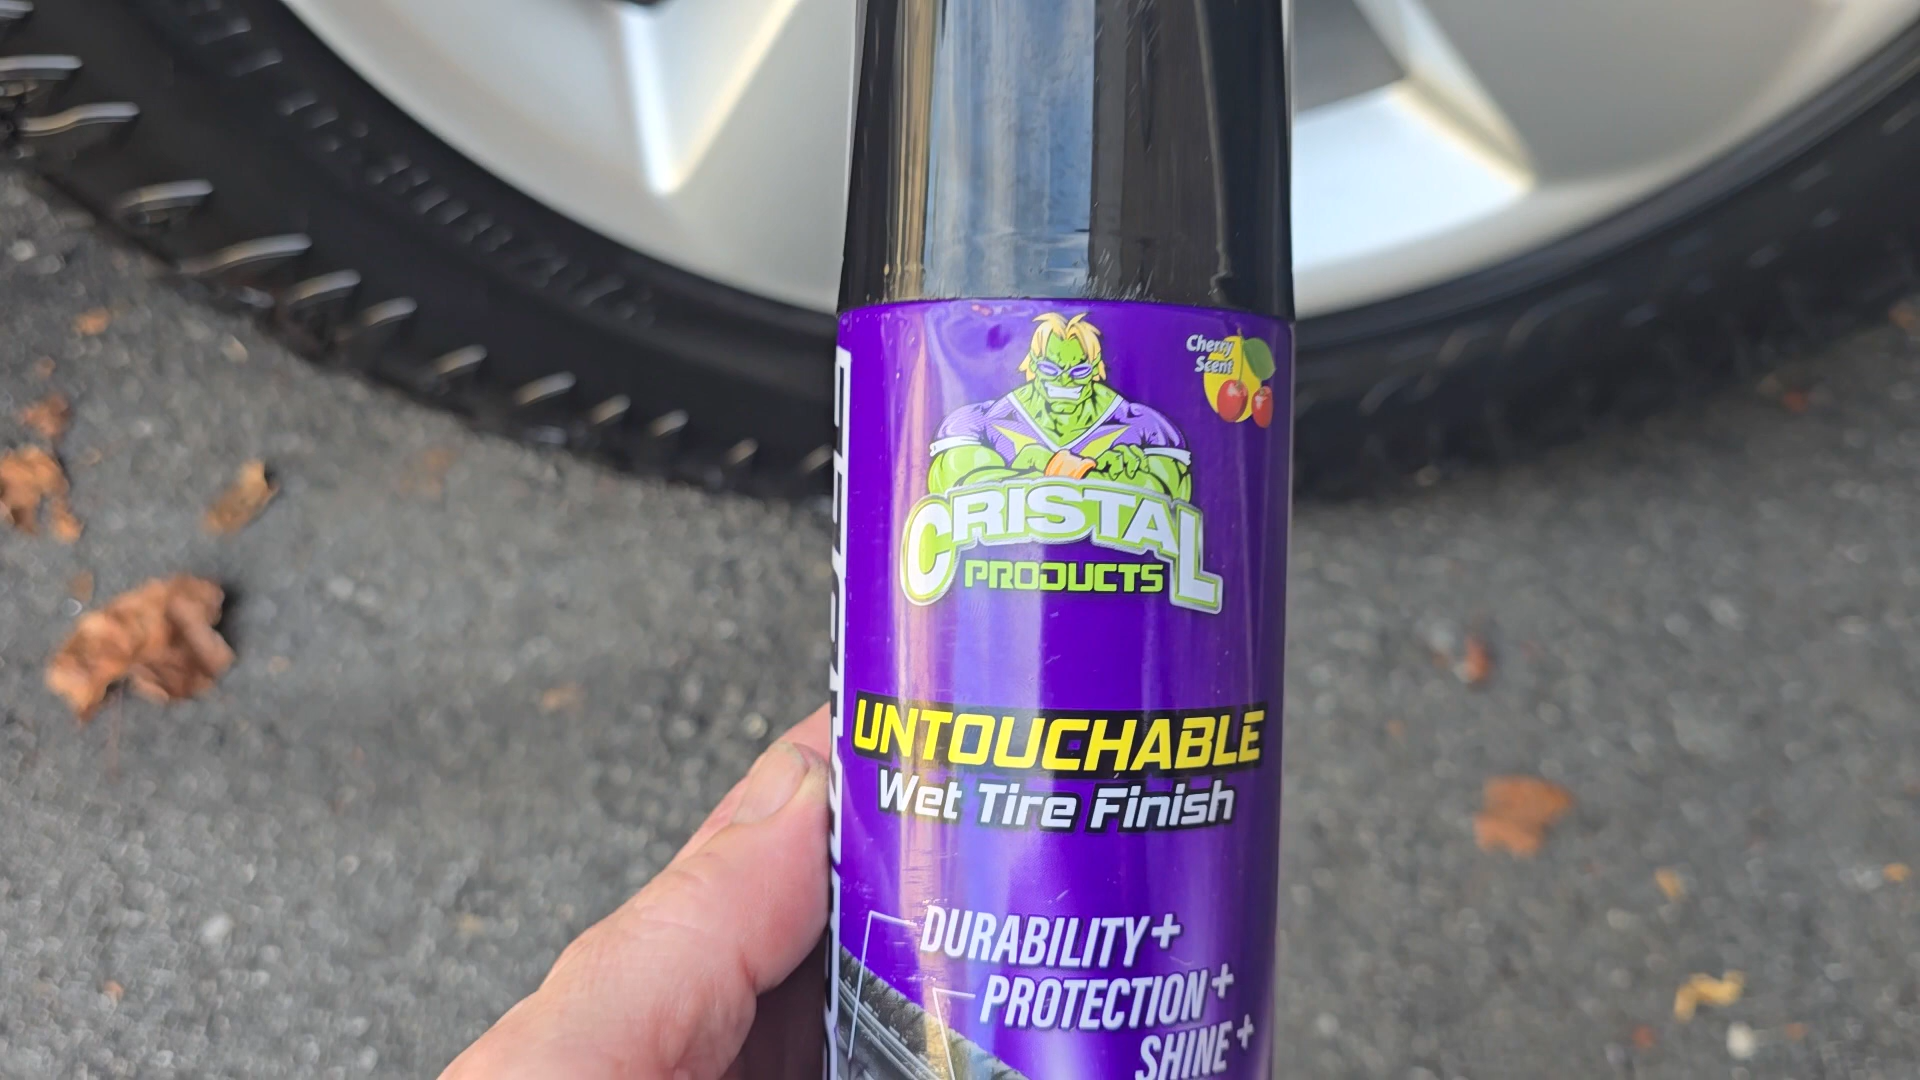 Cherry
Scent
CRISTAL
PRODUCTS
UNTOUCHABLE
Wet Tire Finish
DURABILITY+
PROTECTION+
SHINE+